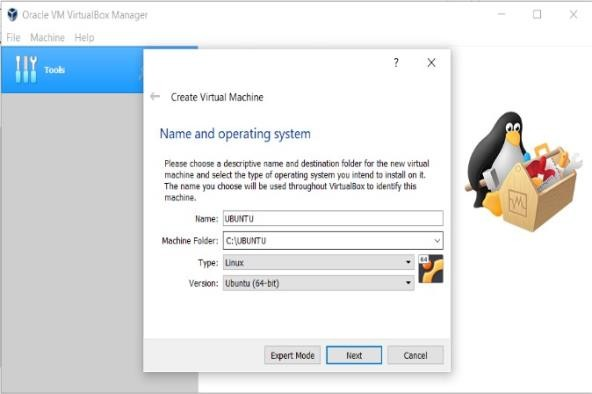 Oracle VM VirtualBox Manager
File Machine Help
Tools
?
Create Virtual Machine
Name and operating system
Please choose a descriptive name and destination folder for the new virtual
machine and select the type of operating system you intend to install on it.
The name you choose will be used throughout VirtualBox to identify this
machine.
Name: UBUNTU
Machine Folder: C:\UBUNTU
Type: Linux
64
Version: Ubuntu (64-bit)
Expert Mode Next Cancel